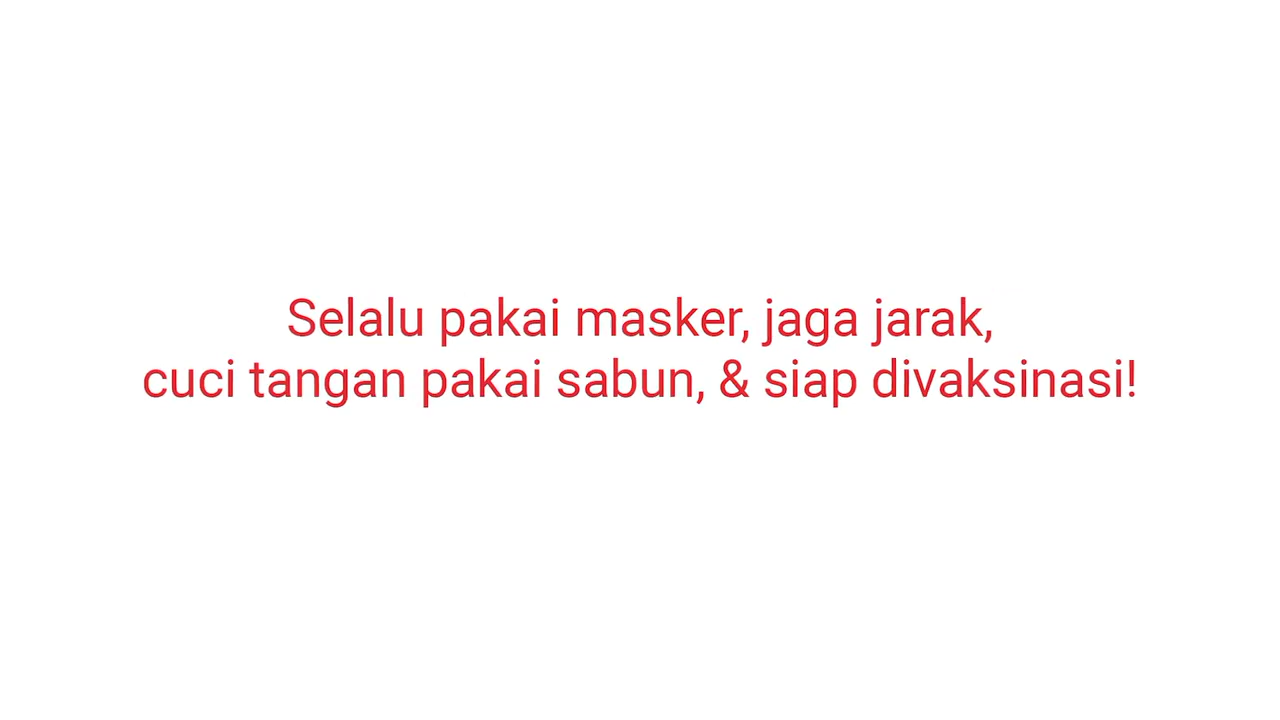 Selalu pakai masker, jaga jarak,
cuci tangan pakai sabun, & siap divaksinasi!